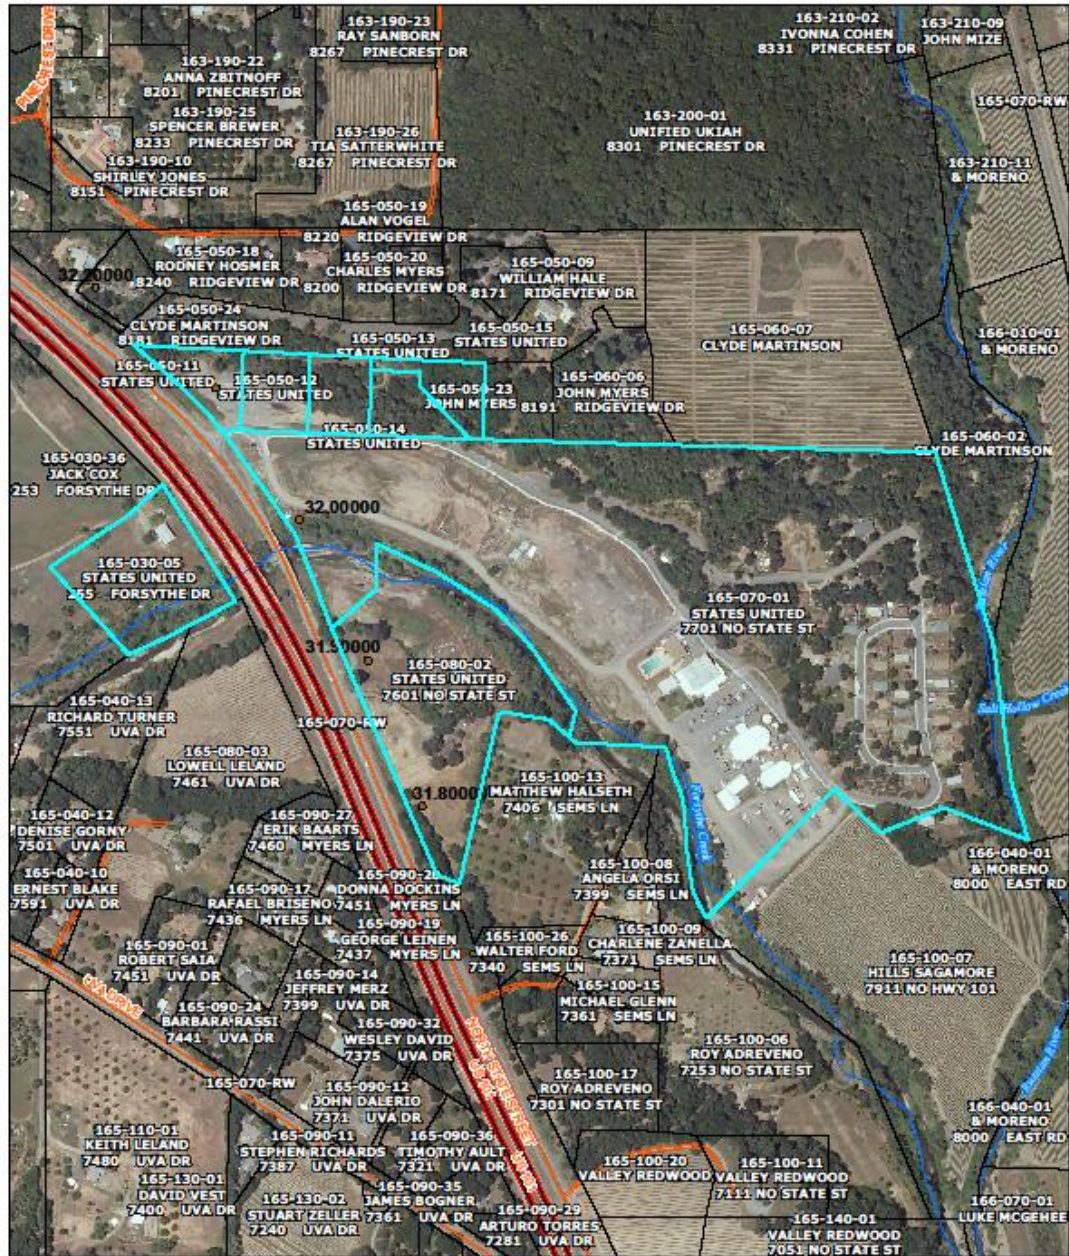 163-190-23
RAY SANBORN
8267 PINECREST DR
163-210-02
IVONNA COHEN
8331 PINECREST DR
163-210-09
JOHN MIZE
PINECREST DRIVE
163-190-22
ANNA ZBITNOFF
8201 PINECREST DR
163-190-25
SPENCER BREWER
8233 PINECREST DR
163-190-26
TIA SATTERWHITE
8267 PINECREST DR
163-200-01
UNIFIED UKIAH
8301 PINECREST DR
165-070-RW
163-190-10
SHIRLEY JONES
8151 PINECREST DR
163-210-11
& MORENO
165-050-19
ALAN VOGEL
8220 RIDGEVIEW DR
165-050-18
RODNEY HOSMER
8240 RIDGEVIEW DR
165-050-20
CHARLES MYERS
8200 RIDGEVIEW DR
165-050-09
WILLIAM HALE
8171 RIDGEVIEW DR
32.20000
165-050-24
CLYDE MARTINSON
8181 RIDGEVIEW DR
165-050-13
STATES UNITED
165-050-15
STATES UNITED
165-060-07
CLYDE MARTINSON
166-010-01
& MORENO
165-050-11
STATES UNITED
165-050-12
STATES UNITED
165-050-23
JOHN MYERS
165-060-06
JOHN MYERS
8191 RIDGEVIEW DR
165-050-14
STATES UNITED
165-060-02
CLYDE MARTINSON
165-030-36
JACK COX
253 FORSYTHE DR
32.00000
165-030-05
STATES UNITED
255 FORSYTHE DR
165-070-01
STATES UNITED
7701 NO STATE ST
31.90000
165-080-02
STATES UNITED
7601 NO STATE ST
165-040-13
RICHARD TURNER
7551 UVA DR
165-070-RW
Salt Hollow Creek
165-080-03
LOWELL LELAND
7461 UVA DR
165-100-13
MATTHEW HALSETH
7406 SEMS LN
31.80000
Forsythe Creek
165-040-12
DENISE GORNY
7501 UVA DR
165-090-27
ERIK BAARTS
7460 MYERS LN
165-040-10
ERNEST BLAKE
7591 UVA DR
165-090-17
RAFAEL BRISENO
7436 MYERS LN
165-090-28
DONNA DOCKINS
7451 MYERS LN
165-100-08
ANGELA ORSI
7399 SEMS LN
166-040-01
& MORENO
8000 EAST RD
165-090-19
GEORGE LEINEN
7437 MYERS LN
165-100-26
WALTER FORD
7340 SEMS LN
165-100-09
CHARLENE ZANELLA
7371 SEMS LN
165-090-01
ROBERT SAIA
7451 UVA DR
165-090-14
JEFFREY MERZ
7399 UVA DR
165-100-15
MICHAEL GLENN
7361 SEMS LN
165-100-07
HILLS SAGAMORE
7911 NO HWY 101
UVA DRIVE
165-090-24
BARBARA RASSI
7441 UVA DR
165-090-32
WESLEY DAVID
7375 UVA DR
NORTH STATE STREET
US 101
165-100-06
ROY ADREVENO
7253 NO STATE ST
Russian River
165-070-RW
165-090-12
JOHN DALERIO
7371 UVA DR
165-100-17
ROY ADREVENO
7301 NO STATE ST
166-040-01
& MORENO
8000 EAST RD
165-110-01
KEITH LELAND
7480 UVA DR
165-090-11
STEPHEN RICHARDS
7387 UVA DR
165-090-36
TIMOTHY AULT
7321 UVA DR
165-100-20
VALLEY REDWOOD
165-100-11
VALLEY REDWOOD
7111 NO STATE ST
165-130-01
DAVID VEST
7400 UVA DR
165-130-02
STUART ZELLER
7240 UVA DR
165-090-35
JAMES BOGNER
7361 UVA DR
165-090-29
ARTURO TORRES
7281 UVA DR
165-140-01
VALLEY REDWOOD
7051 NO STATE ST
166-070-01
LUKE MCGEHEE